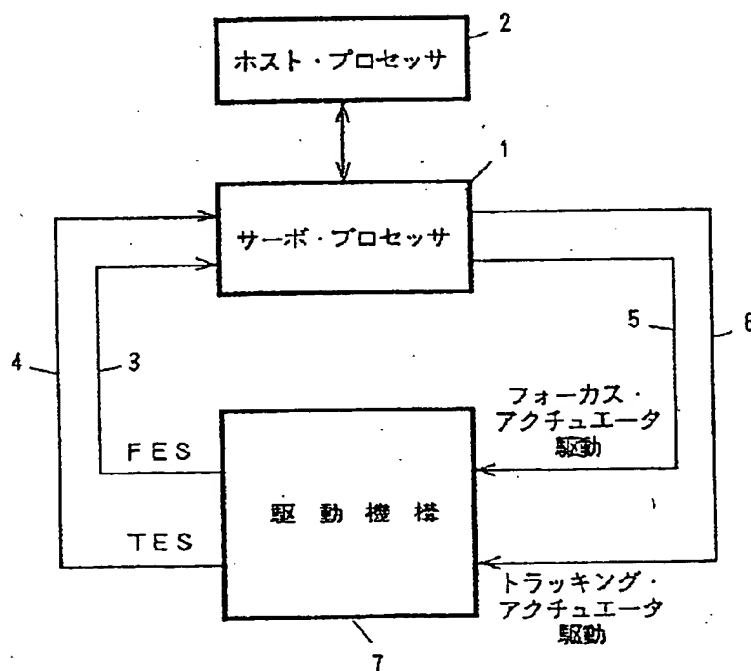 2
ホスト・プロセッサ
1
サーボ・プロセッサ
4
3
5
6
フォーカス・
アクチュエータ
駆動
FES
駆動機構
TES
トラッキング・
アクチュエータ
駆動
7